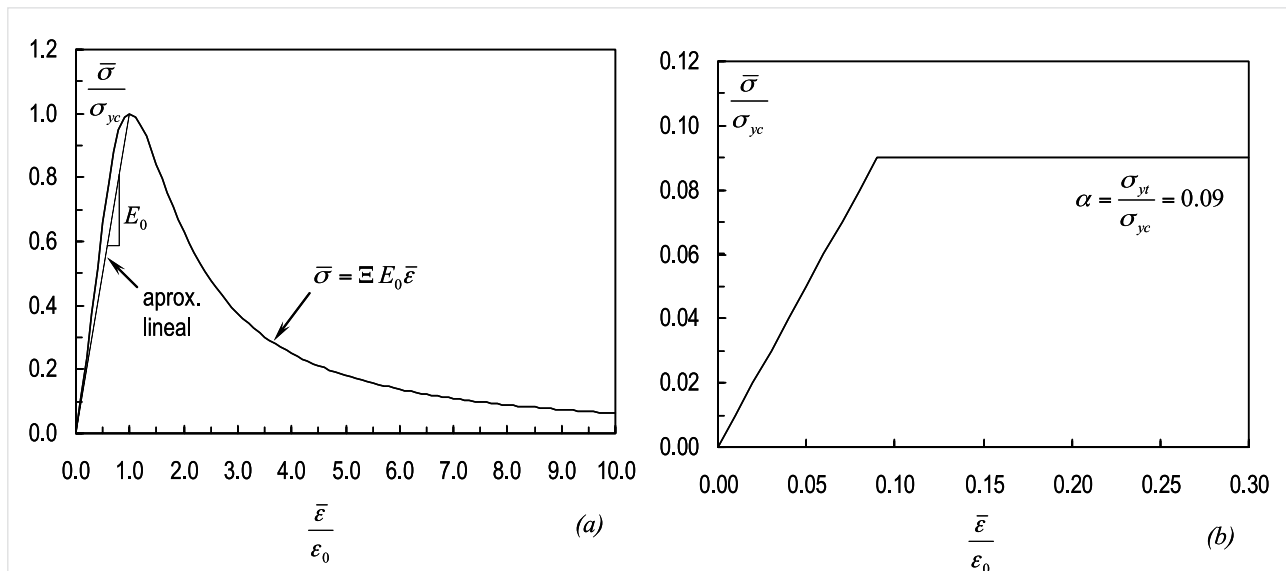 1.2
1.0
0.8
0.6
0.4
0.2
0.0
σ̅
σyc
E0
aprox.
lineal
σ̅ = Ξ E0 ε̅
0.0 1.0 2.0 3.0 4.0 5.0 6.0 7.0 8.0 9.0 10.0
ε̅
ε0
(a)
0.12
0.10
0.08
0.06
0.04
0.02
0.00
σ̅
σyc
α = σyt / σyc = 0.09
0.00 0.05 0.10 0.15 0.20 0.25 0.30
ε̅
ε0
(b)